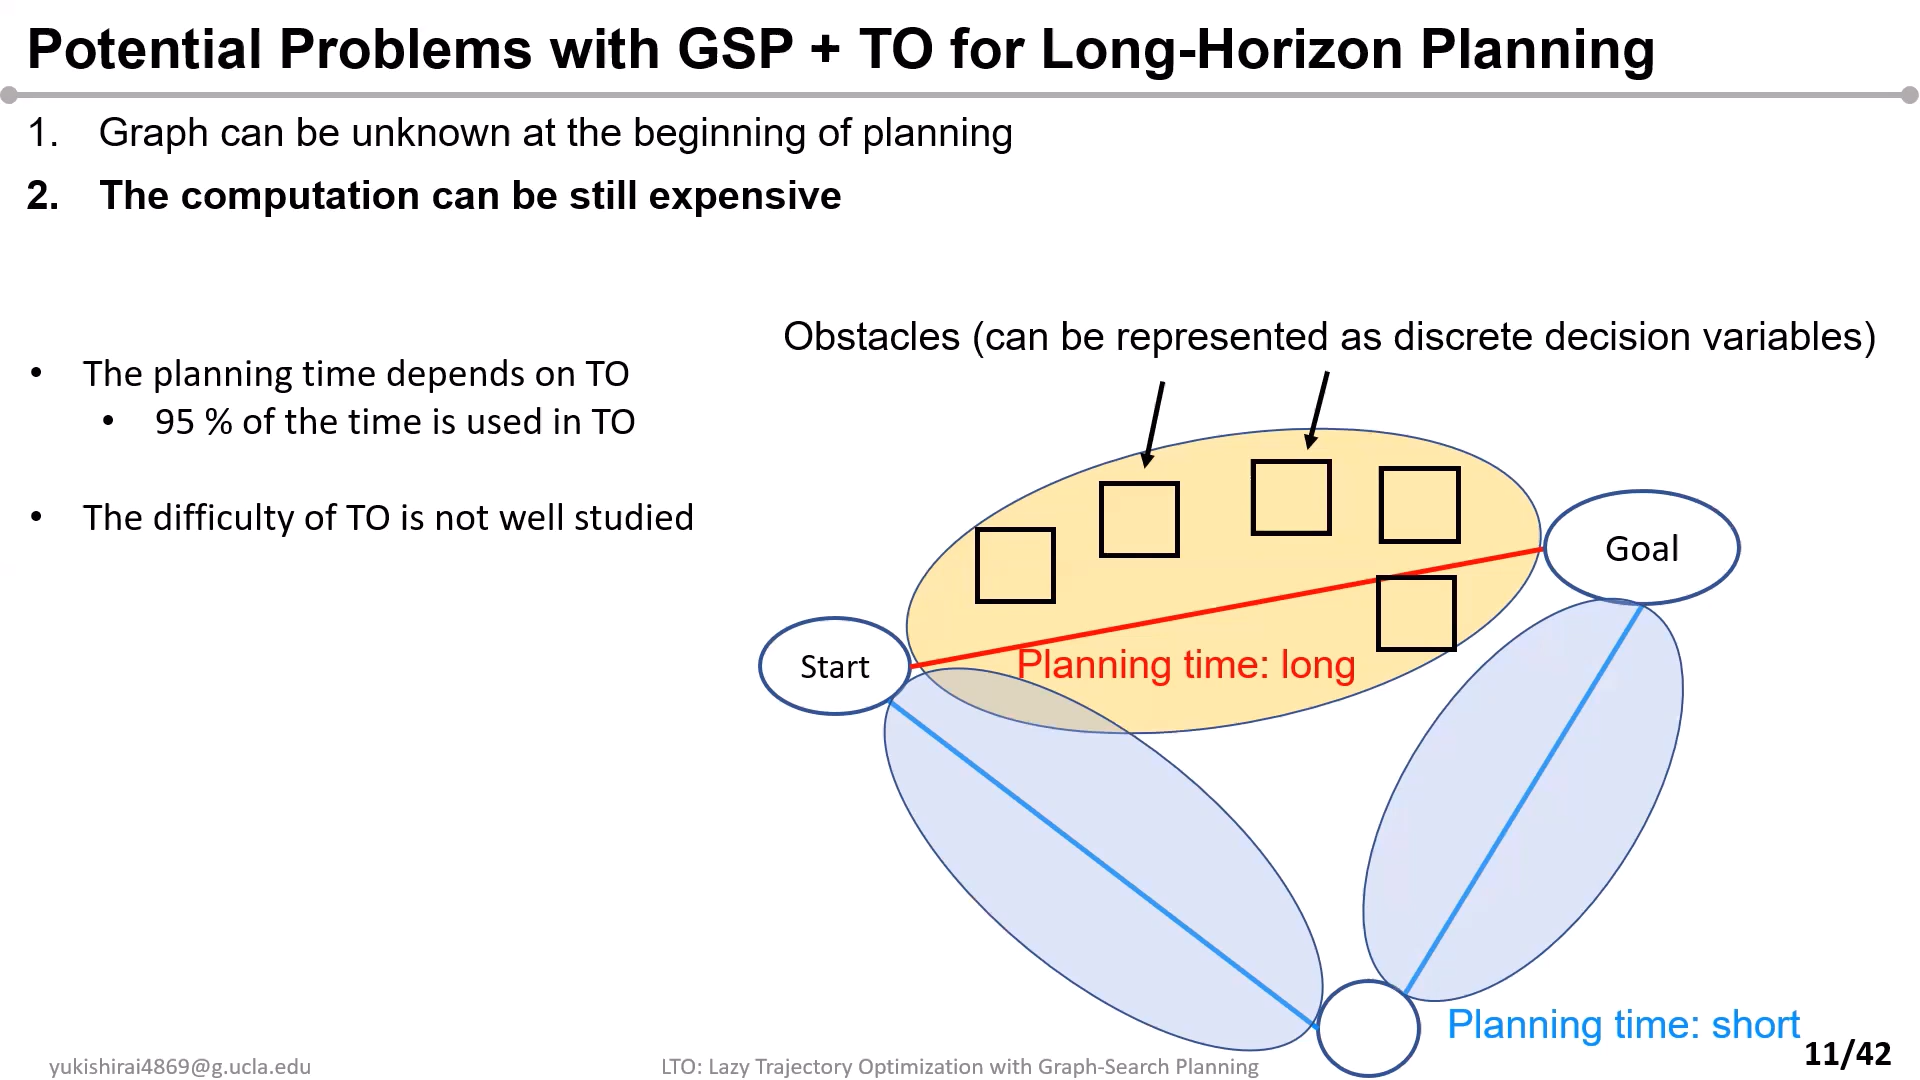 Potential Problems with GSP + TO for Long-Horizon Planning
1. Graph can be unknown at the beginning of planning
2. The computation can be still expensive
Obstacles (can be represented as discrete decision variables)
• The planning time depends on TO
• 95 % of the time is used in TO
• The difficulty of TO is not well studied
Goal
Start
Planning time: long
Planning time: short
yukishirai4869@g.ucla.edu
LTO: Lazy Trajectory Optimization with Graph-Search Planning
11/42